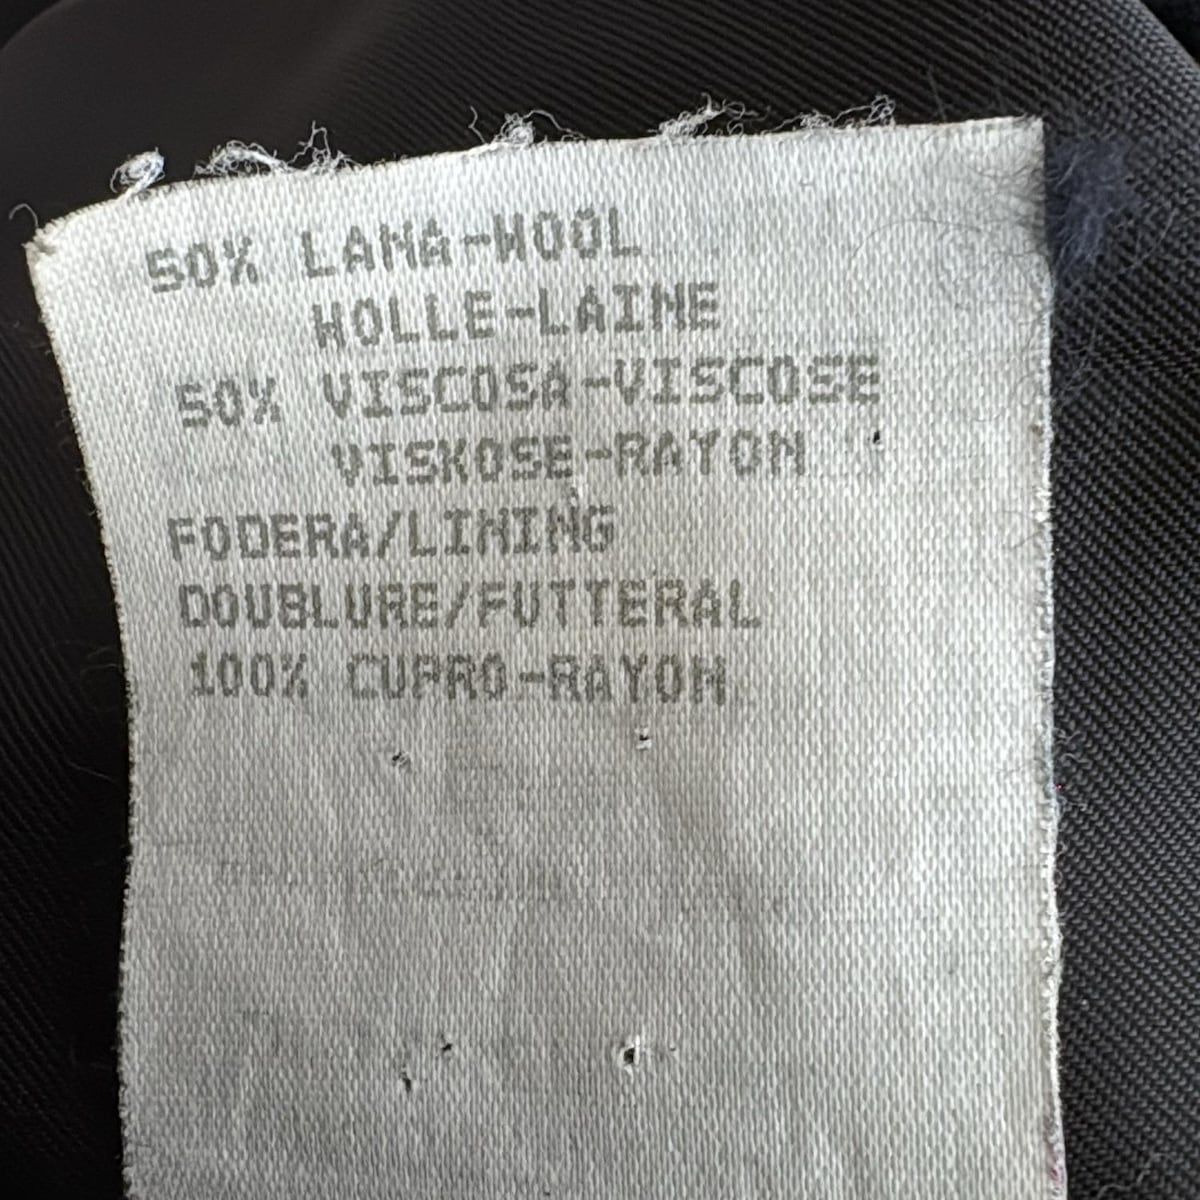 50% LANA-WOOL
WOLLE-LAINE
50% VISCOSA-VISCOSE
VISKOSE-RAYON
FODERA/LINING
DOUBLURE/FUTTERAL
100% CUPRO-RAYON